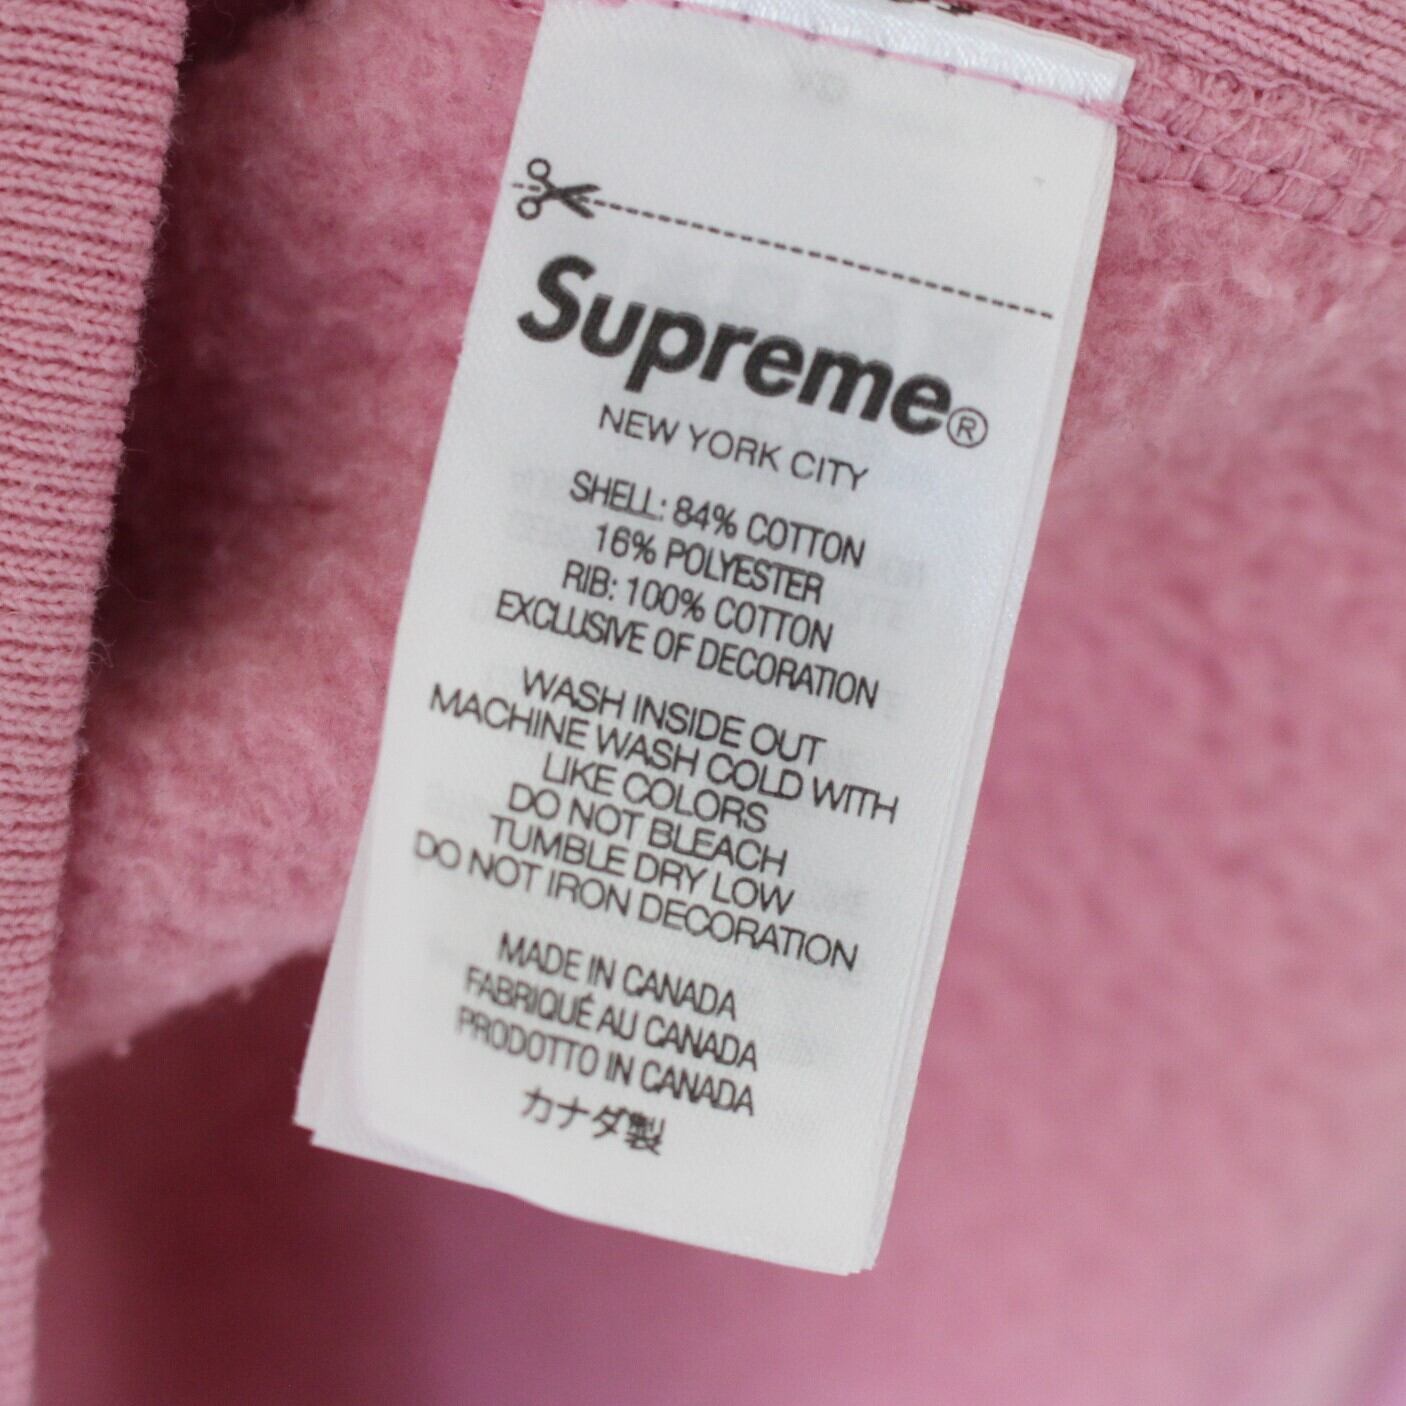 Supreme®
NEW YORK CITY
SHELL: 84% COTTON
16% POLYESTER
RIB: 100% COTTON
EXCLUSIVE OF DECORATION
WASH INSIDE OUT
MACHINE WASH COLD WITH
LIKE COLORS
DO NOT BLEACH
TUMBLE DRY LOW
DO NOT IRON DECORATION
MADE IN CANADA
FABRIQUÉ AU CANADA
PRODOTTO IN CANADA
カナダ製